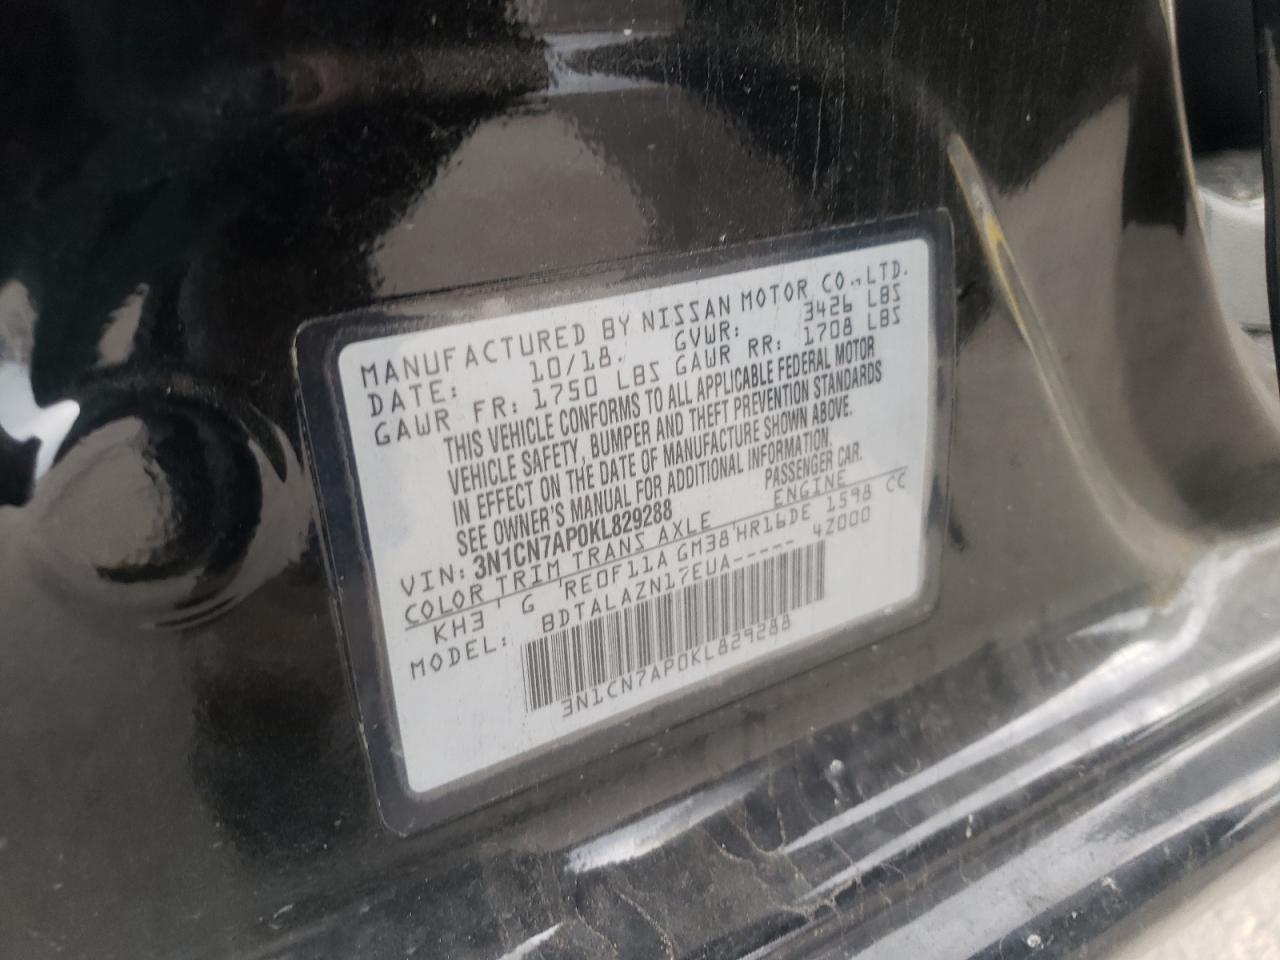 MANUFACTURED BY NISSAN MOTOR CO., LTD.
DATE: 10/18. GVWR: 3426 LBS
GAWR FR: 1750 LBS GAWR RR: 1708 LBS
THIS VEHICLE CONFORMS TO ALL APPLICABLE FEDERAL MOTOR
VEHICLE SAFETY, BUMPER AND THEFT PREVENTION STANDARDS
IN EFFECT ON THE DATE OF MANUFACTURE SHOWN ABOVE.
SEE OWNER'S MANUAL FOR ADDITIONAL INFORMATION.
VIN: 3N1CN7AP0KL829288 PASSENGER CAR.
COLOR TRIM TRANS AXLE ENGINE
KH3 ' G 'RE0F11A GM38'HR16DE 1598 CC
MODEL: BDTALAZN17EUA----- 4Z000
3N1CN7AP0KL829288